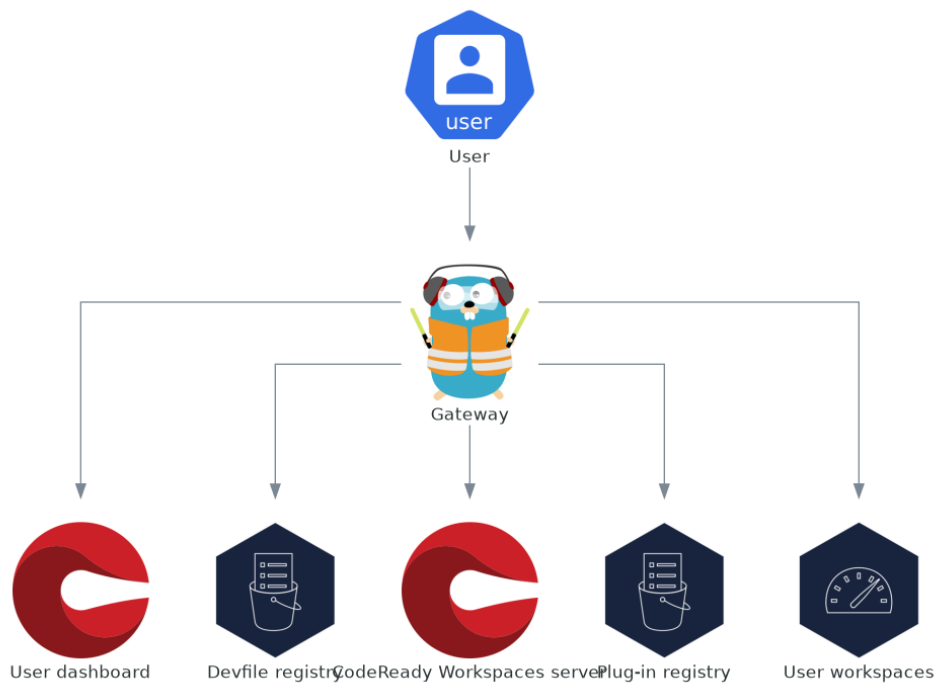 user
User
Gateway
User dashboard
Devfile registry
CodeReady Workspaces server
Plug-in registry
User workspaces